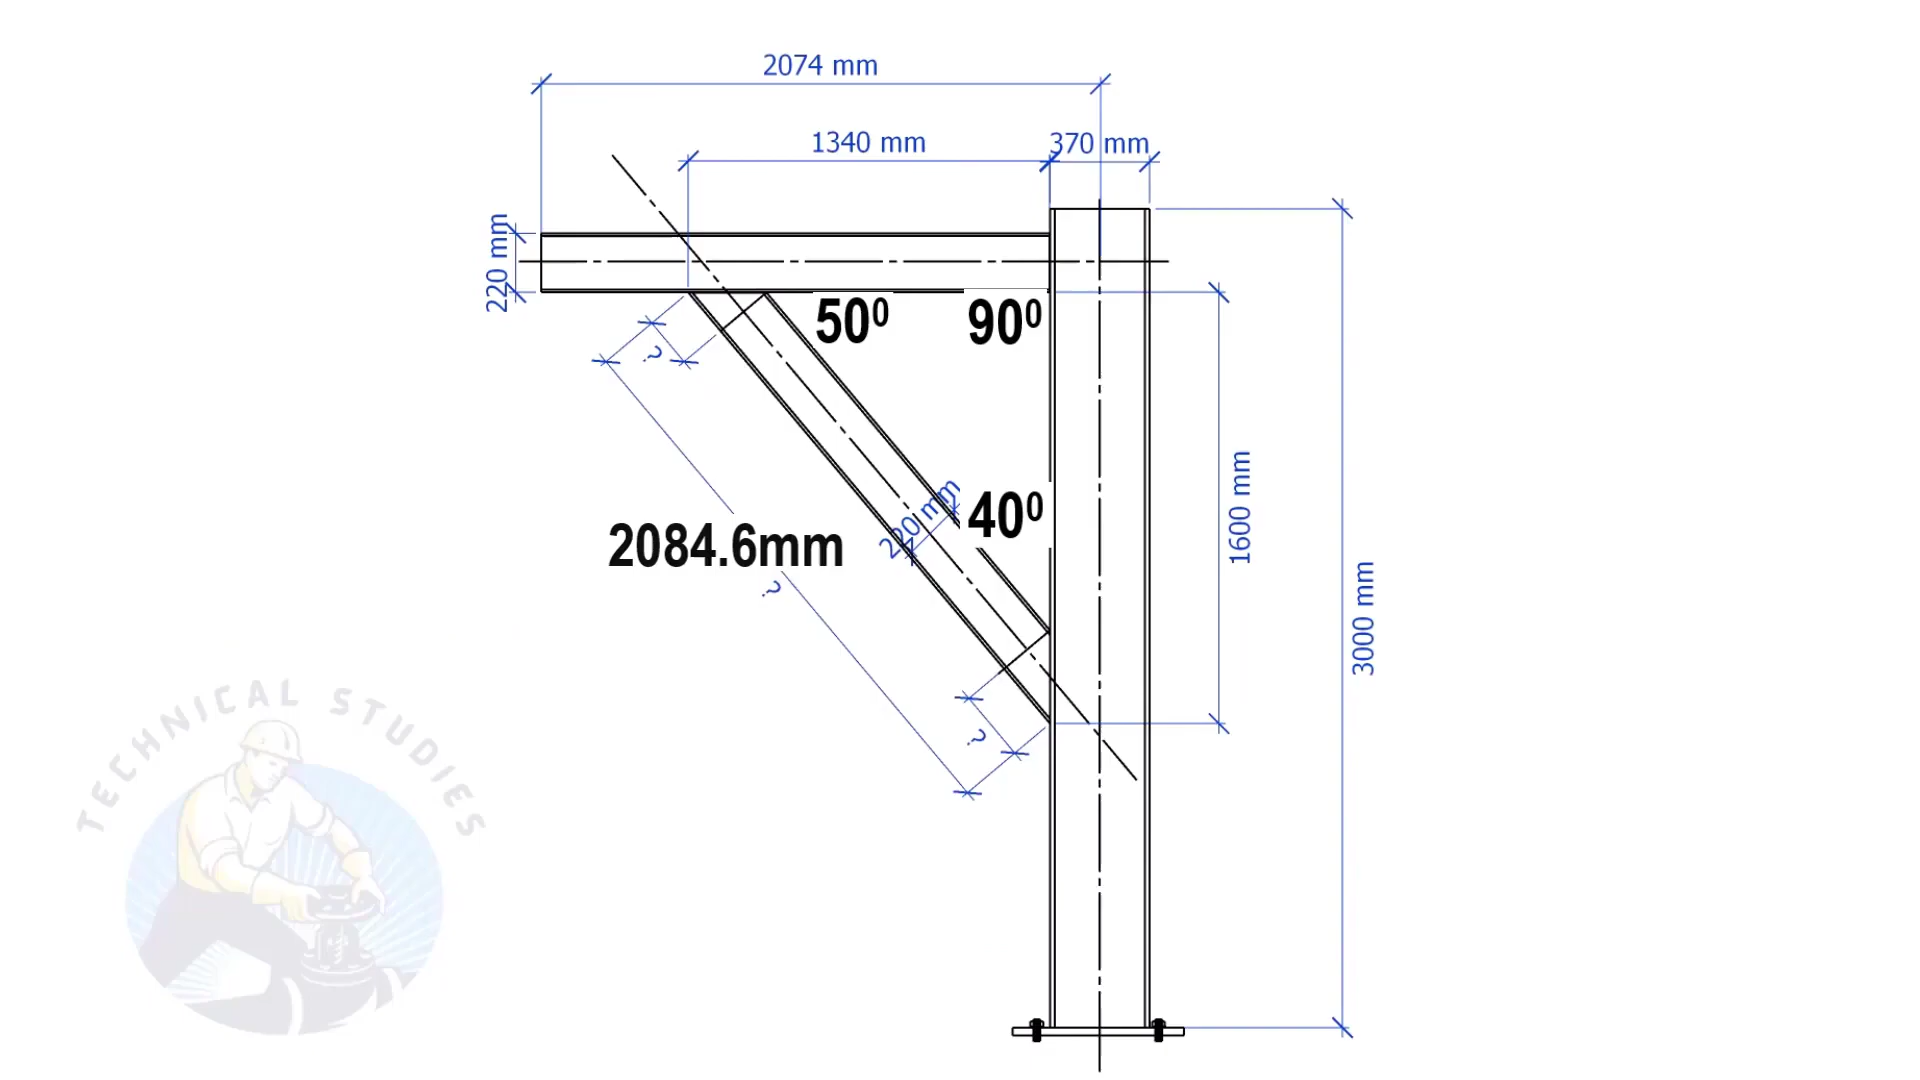 2074 mm
1340 mm
370 mm
220 mm
50⁰
90⁰
?
220 mm
40⁰
1600 mm
2084.6mm
?
3000 mm
?
TECHNICAL STUDIES